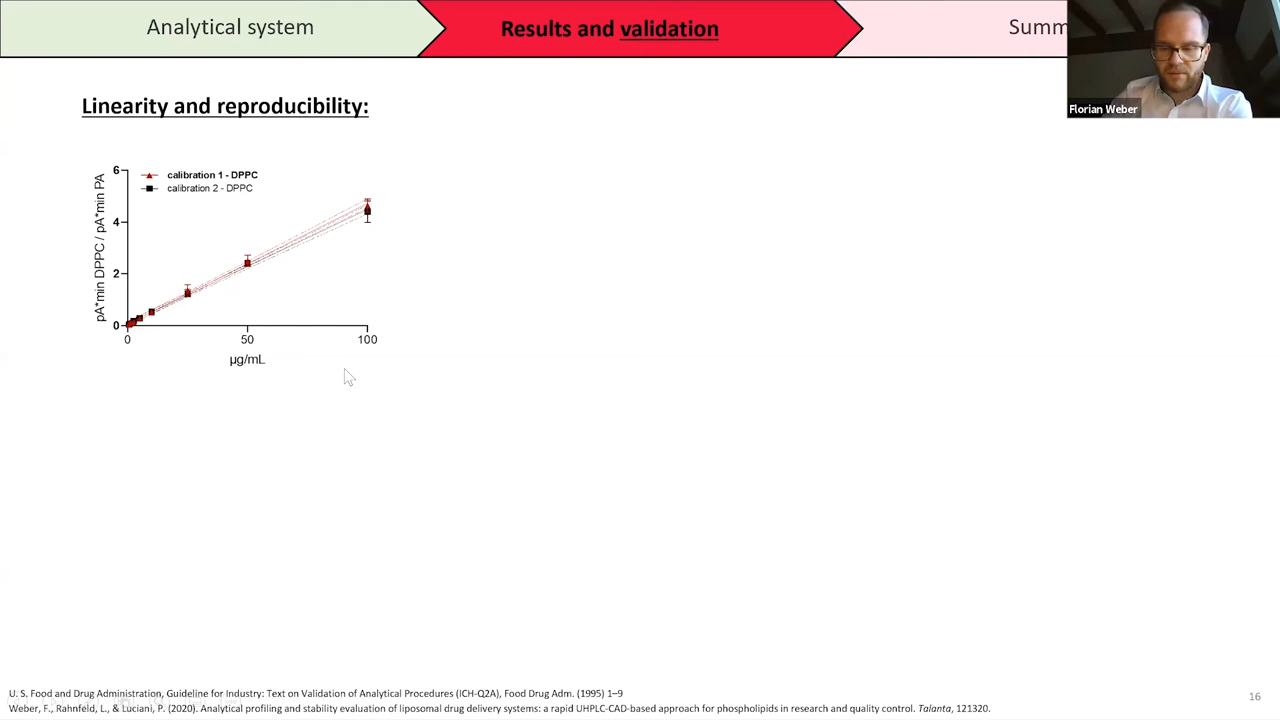 Analytical system
Results and validation
Summ
Florian Weber
Linearity and reproducibility:
calibration 1 - DPPC
calibration 2 - DPPC
pA*min DPPC / pA*min PA
6
4
2
0
0
50
100
µg/mL
U. S. Food and Drug Administration, Guideline for Industry: Text on Validation of Analytical Procedures (ICH-Q2A), Food Drug Adm. (1995) 1–9
Weber, F., Rahnfeld, L., & Luciani, P. (2020). Analytical profiling and stability evaluation of liposomal drug delivery systems: a rapid UHPLC-CAD-based approach for phospholipids in research and quality control. Talanta, 121320.
16